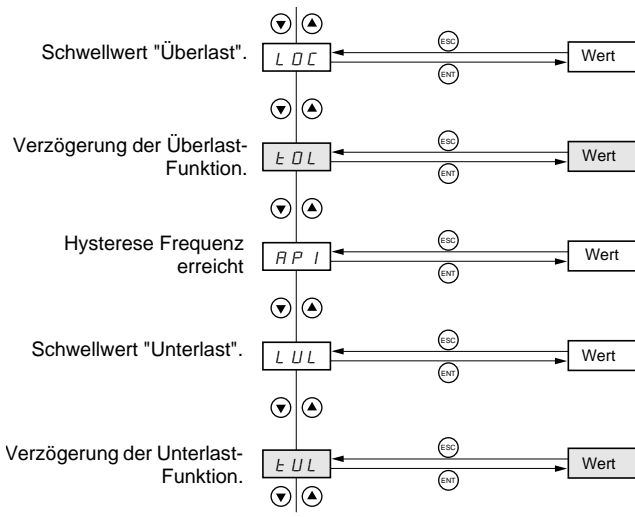 Schwellwert "Überlast".
LOC
ESC
ENT
Wert
Verzögerung der Überlast-
Funktion.
tOL
ESC
ENT
Wert
Hysterese Frequenz
erreicht
API
ESC
ENT
Wert
Schwellwert "Unterlast".
LUL
ESC
ENT
Wert
Verzögerung der Unterlast-
Funktion.
tUL
ESC
ENT
Wert